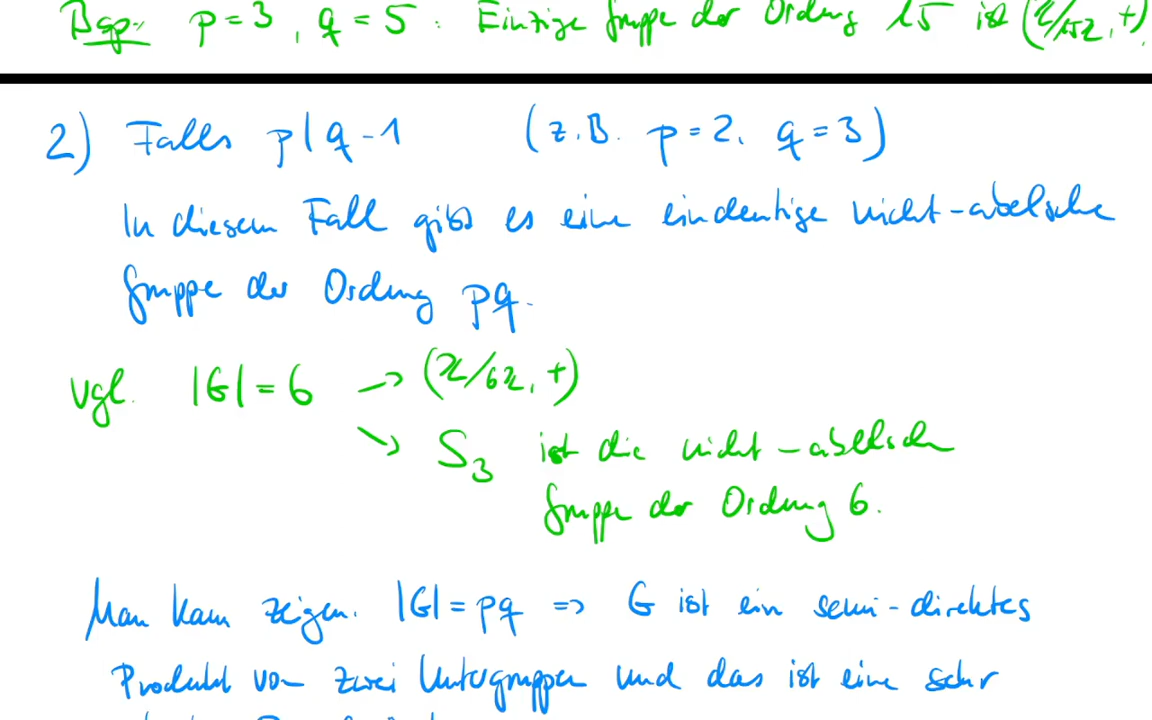 Bsp: p = 3, q = 5: Einzige Gruppe der Ordnung 15 ist (ℤ/15ℤ, +)
2) Falls p | q - 1 (z.B. p = 2, q = 3)
In diesem Fall gibt es eine eindeutige nicht-abelsche
Gruppe der Ordnung pq.
vgl. |G| = 6 → (ℤ/6ℤ, +)
↘ S₃ ist die nicht-abelsche
Gruppe der Ordnung 6.
Man kann zeigen. |G| = pq => G ist ein semi-direktes
Produkt von zwei Untergruppen und das ist eine sehr